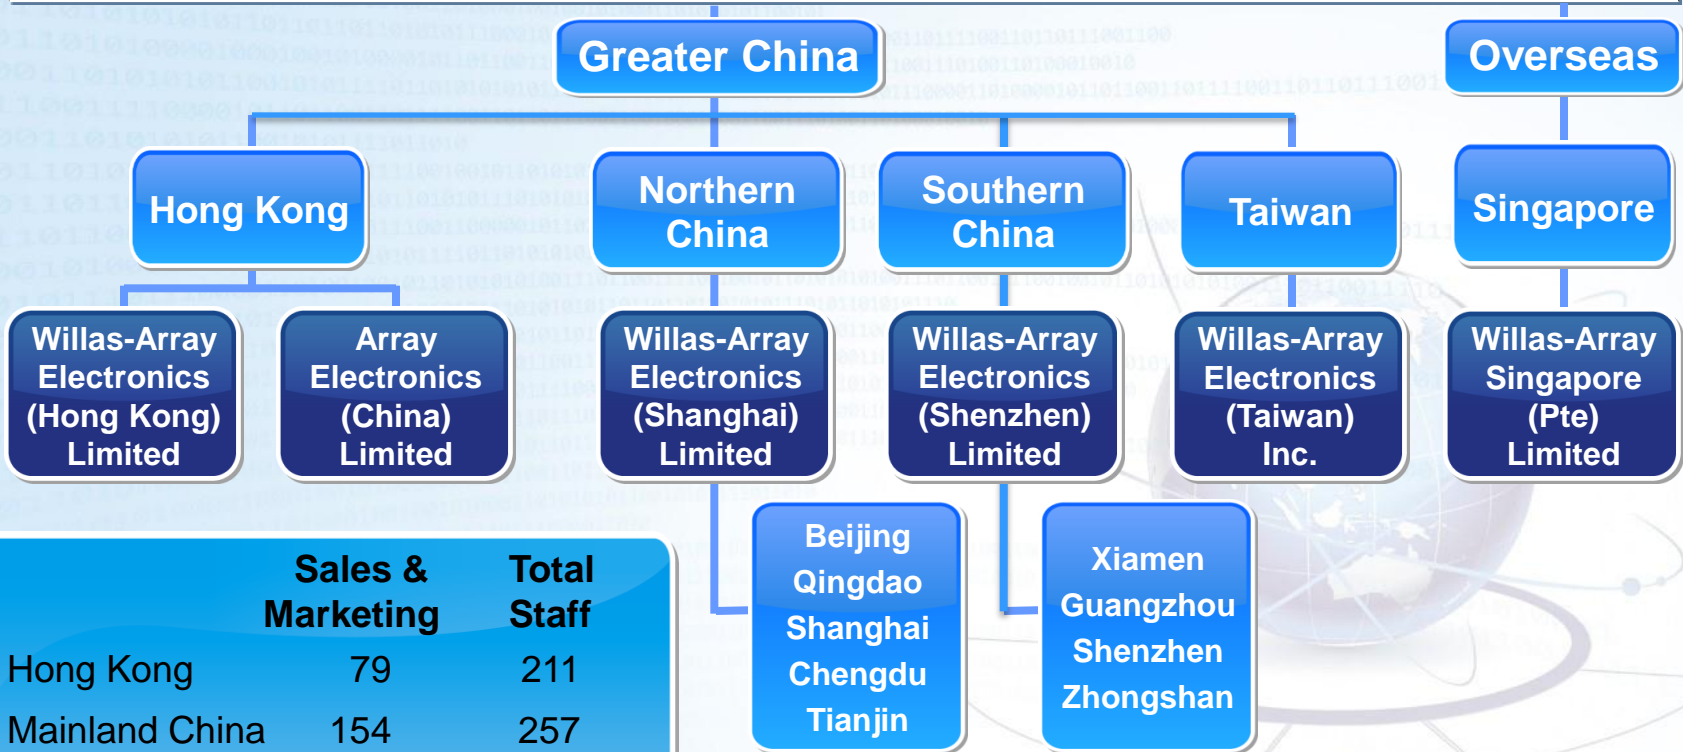 Greater China
Overseas
Hong Kong
Northern
China
Southern
China
Taiwan
Singapore
Willas-Array
Electronics
(Hong Kong)
Limited
Array
Electronics
(China)
Limited
Willas-Array
Electronics
(Shanghai)
Limited
Willas-Array
Electronics
(Shenzhen)
Limited
Willas-Array
Electronics
(Taiwan)
Inc.
Willas-Array
Singapore
(Pte)
Limited
Beijing
Qingdao
Shanghai
Chengdu
Tianjin
Xiamen
Guangzhou
Shenzhen
Zhongshan
Sales & Total
Marketing Staff
Hong Kong 79 211
Mainland China 154 257